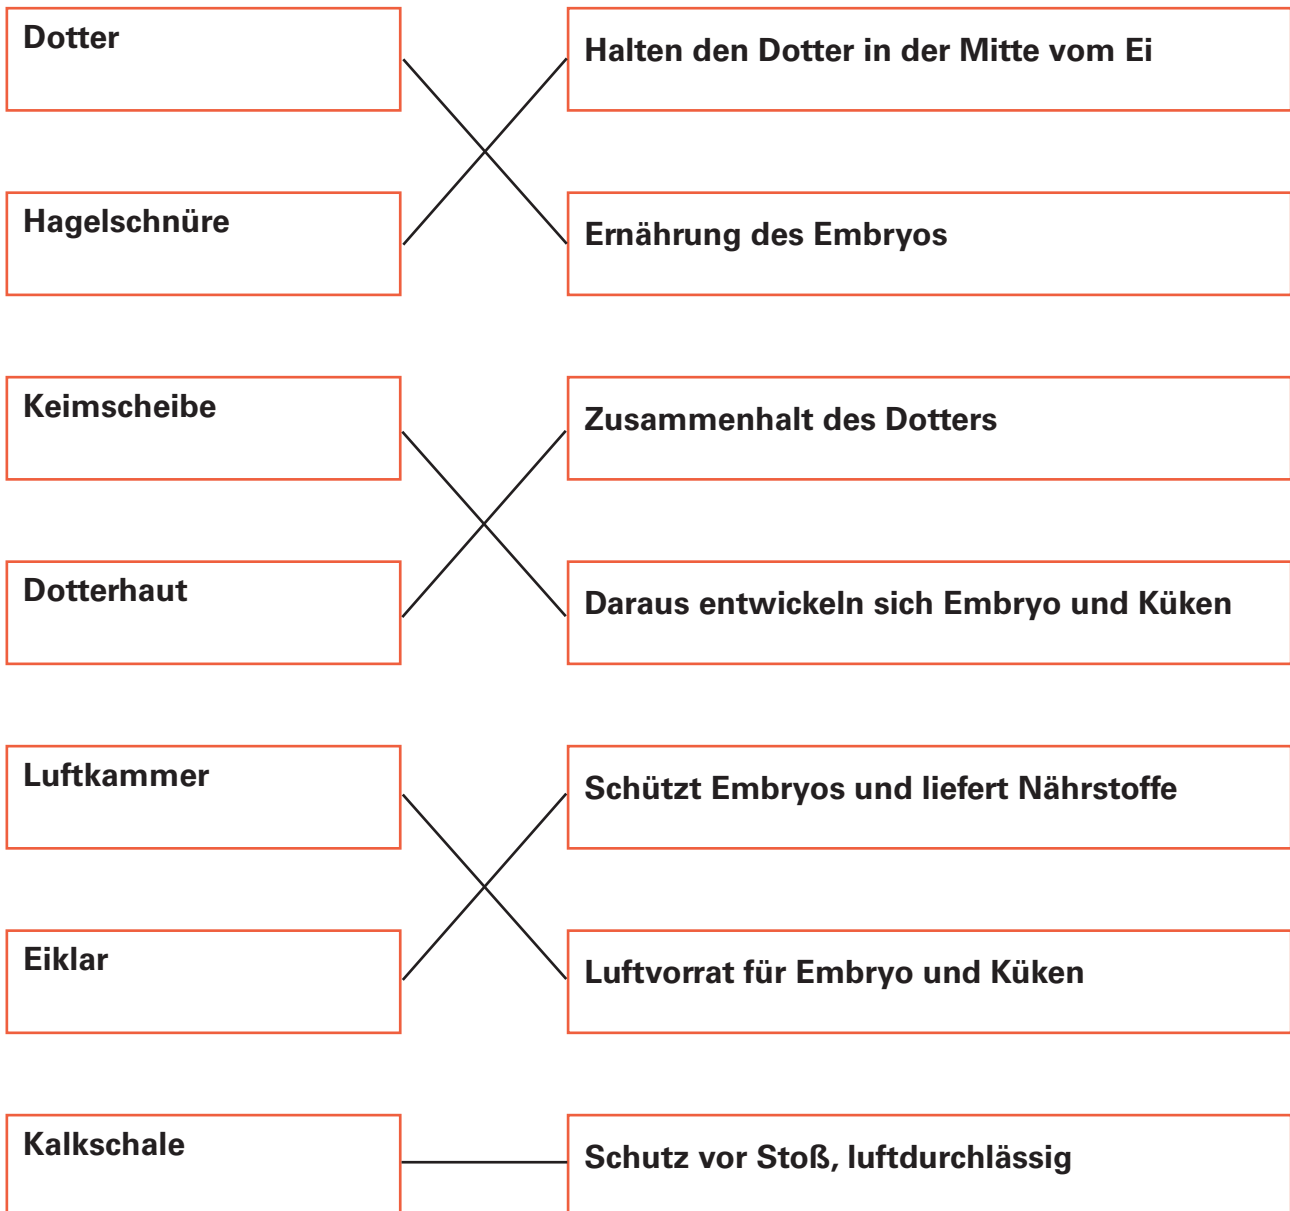 Dotter
Halten den Dotter in der Mitte vom Ei
Hagelschnüre
Ernährung des Embryos
Keimscheibe
Zusammenhalt des Dotters
Dotterhaut
Daraus entwickeln sich Embryo und Küken
Luftkammer
Schützt Embryos und liefert Nährstoffe
Eiklar
Luftvorrat für Embryo und Küken
Kalkschale
Schutz vor Stoß, luftdurchlässig